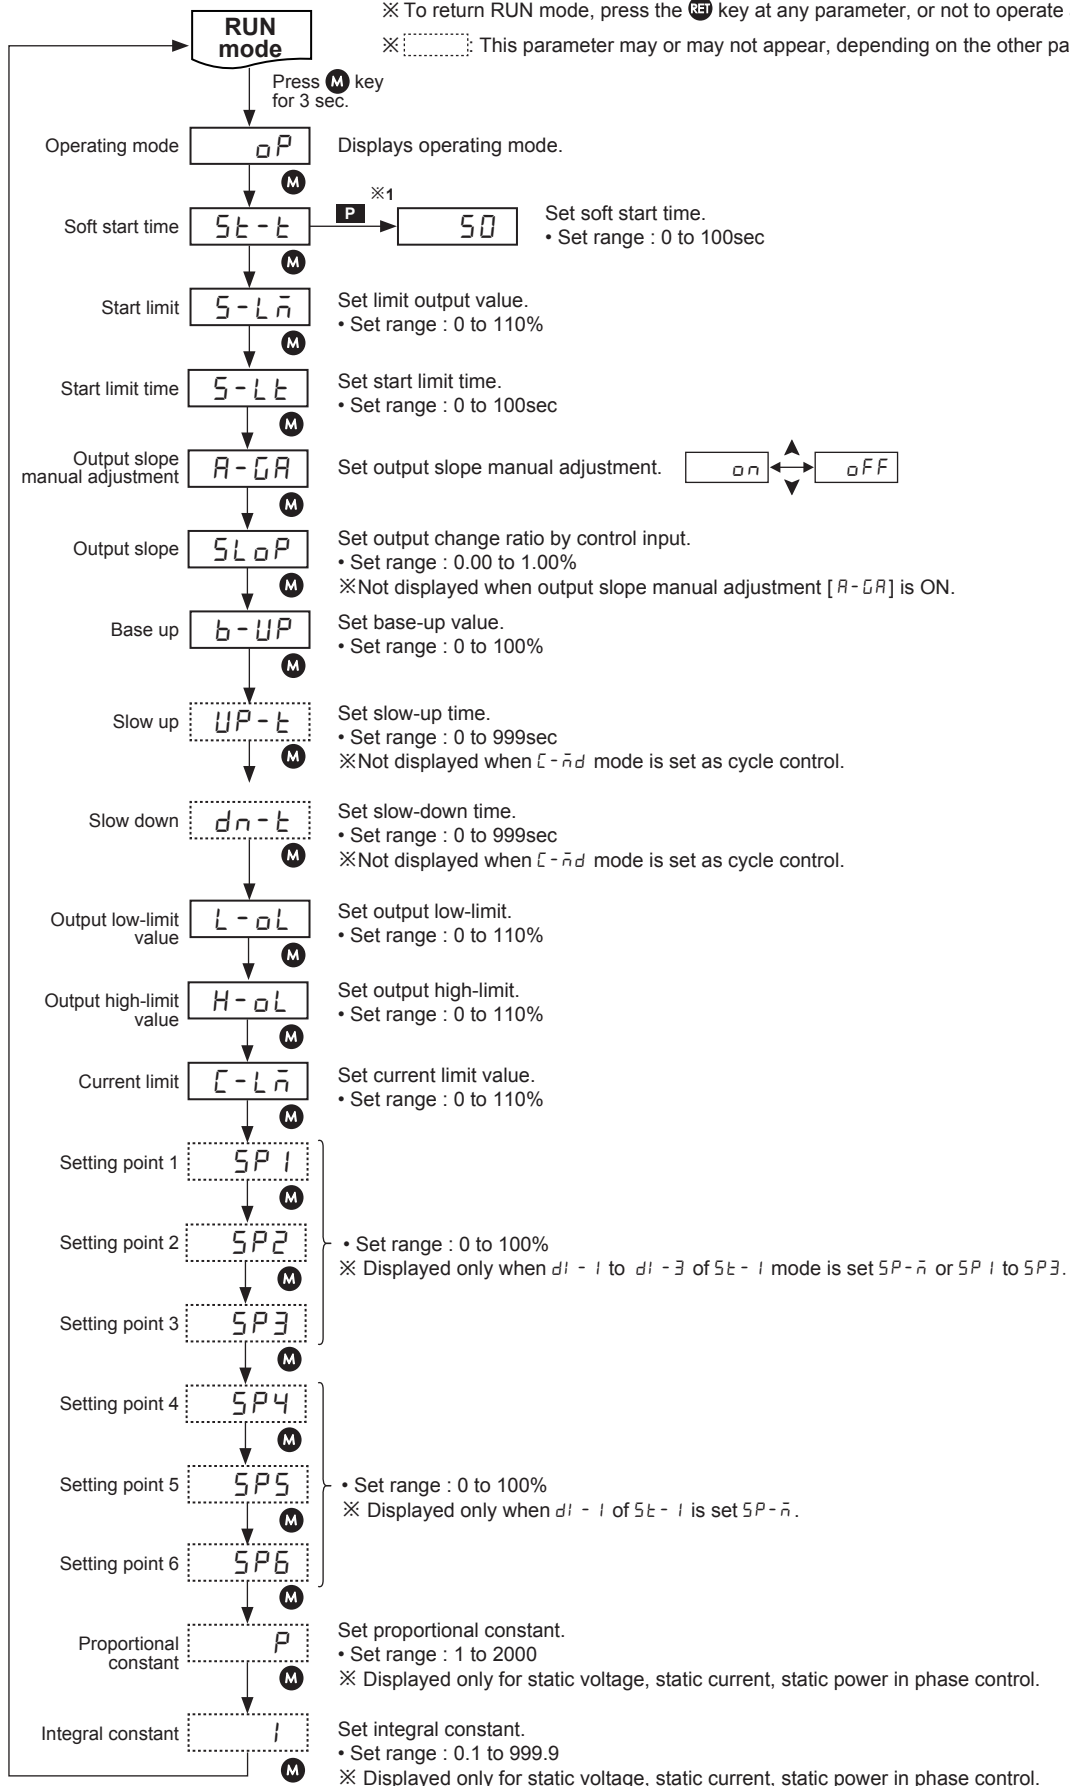 ※ To return RUN mode, press the RET key at any parameter, or not to operate
※ : This parameter may or may not appear, depending on the other pa
RUN
mode
Press M key
for 3 sec.
Operating mode
oP
Displays operating mode.
M
Soft start time
St-t
P
※1
50
Set soft start time.
• Set range : 0 to 100sec
M
Start limit
S-Lm
Set limit output value.
• Set range : 0 to 110%
M
Start limit time
S-Lt
Set start limit time.
• Set range : 0 to 100sec
M
Output slope
manual adjustment
A-GA
Set output slope manual adjustment.
on
oFF
M
Output slope
SLoP
Set output change ratio by control input.
• Set range : 0.00 to 1.00%
※Not displayed when output slope manual adjustment [A-GA] is ON.
M
Base up
b-UP
Set base-up value.
• Set range : 0 to 100%
M
Slow up
UP-t
Set slow-up time.
• Set range : 0 to 999sec
※Not displayed when C-md mode is set as cycle control.
M
Slow down
dn-t
Set slow-down time.
• Set range : 0 to 999sec
※Not displayed when C-md mode is set as cycle control.
M
Output low-limit
value
L-oL
Set output low-limit.
• Set range : 0 to 110%
M
Output high-limit
value
H-oL
Set output high-limit.
• Set range : 0 to 110%
M
Current limit
C-Lm
Set current limit value.
• Set range : 0 to 110%
M
Setting point 1
SP1
M
Setting point 2
SP2
• Set range : 0 to 100%
※ Displayed only when dI-1 to dI-3 of St-1 mode is set SP-m or SP1 to SP3.
M
Setting point 3
SP3
M
Setting point 4
SP4
M
Setting point 5
SP5
• Set range : 0 to 100%
※ Displayed only when dI-1 of St-1 is set SP-m.
M
Setting point 6
SP6
M
Proportional
constant
P
Set proportional constant.
• Set range : 1 to 2000
※ Displayed only for static voltage, static current, static power in phase control.
M
Integral constant
I
Set integral constant.
• Set range : 0.1 to 999.9
※ Displayed only for static voltage, static current, static power in phase control.
M